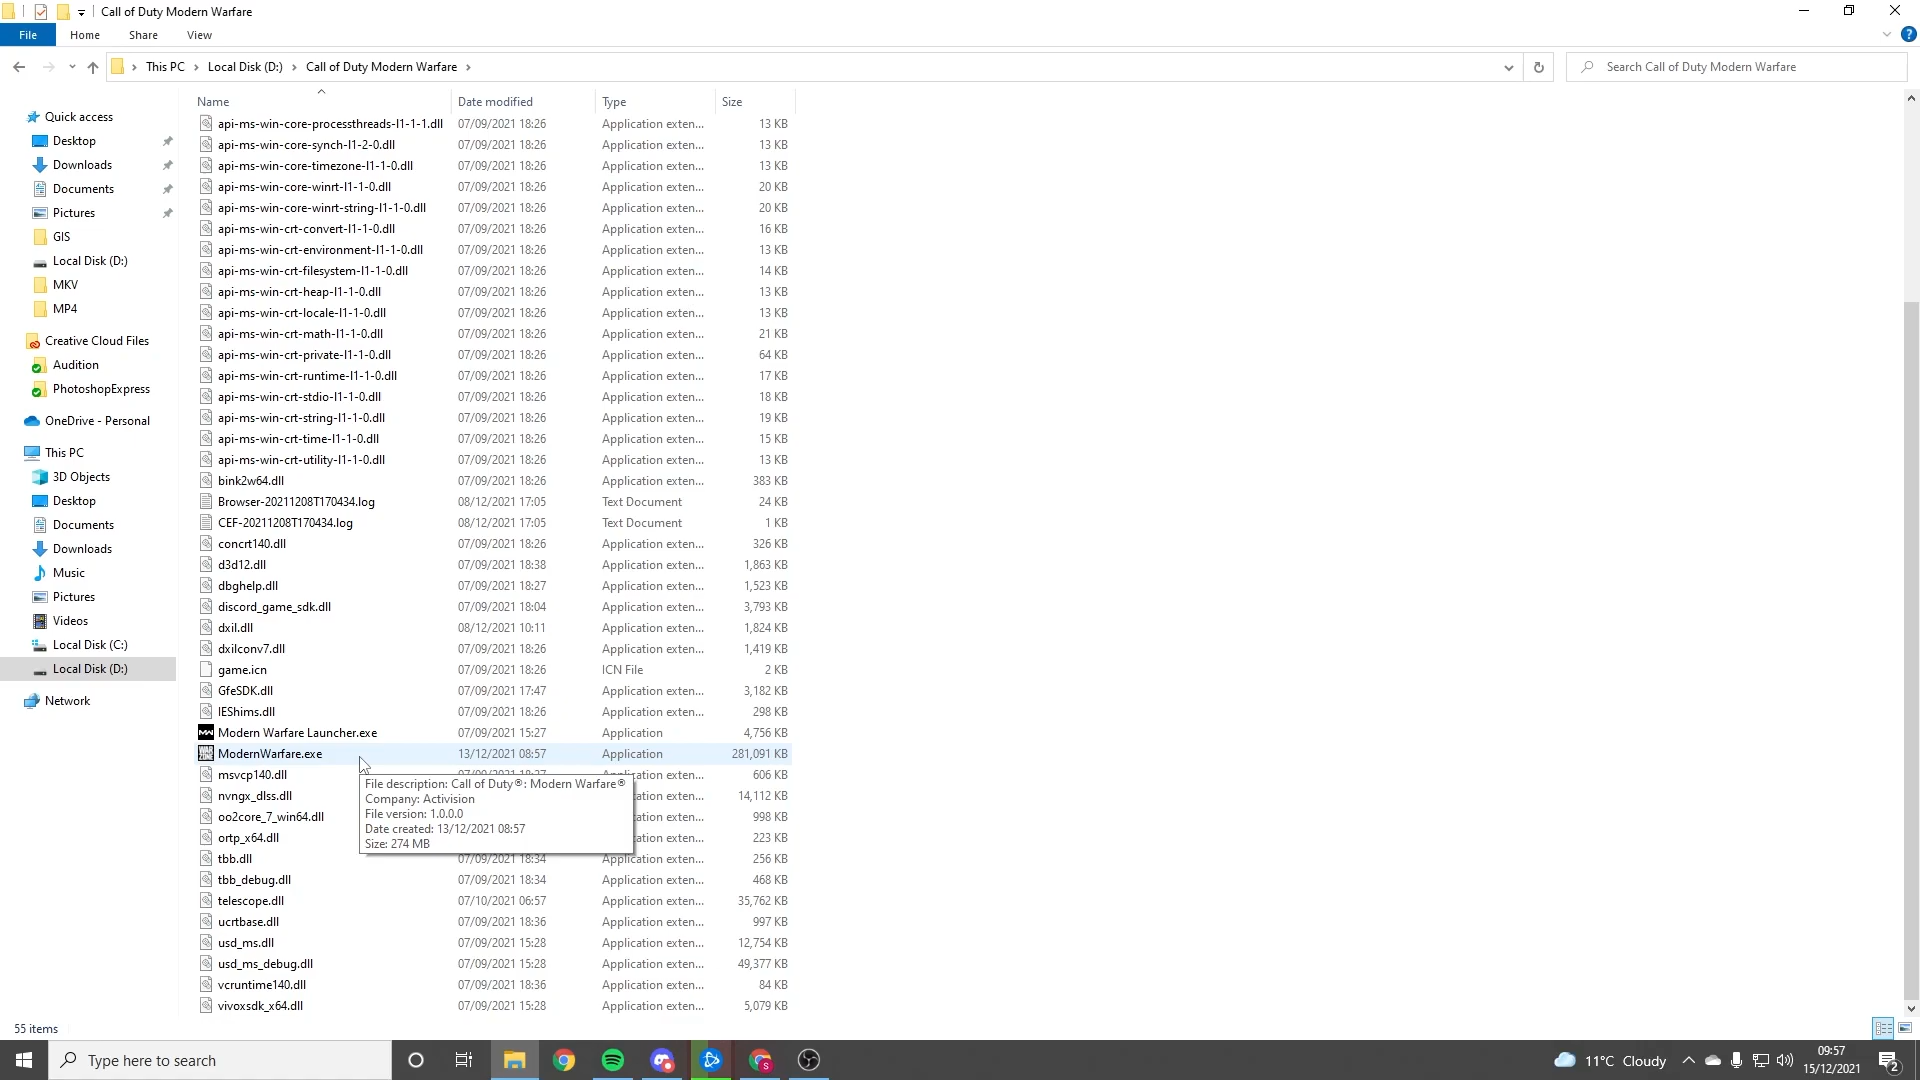 Call of Duty Modern Warfare
File Home Share View
This PC Local Disk (D:) Call of Duty Modern Warfare
Search Call of Duty Modern Warfare
Quick access
Desktop
Downloads
Documents
Pictures
GIS
Local Disk (D:)
MKV
MP4
Creative Cloud Files
Audition
PhotoshopExpress
OneDrive - Personal
This PC
3D Objects
Desktop
Documents
Downloads
Music
Pictures
Videos
Local Disk (C:)
Local Disk (D:)
Network
Name Date modified Type Size
api-ms-win-core-processthreads-l1-1-1.dll 07/09/2021 18:26 Application exten... 13 KB
api-ms-win-core-synch-l1-2-0.dll 07/09/2021 18:26 Application exten... 13 KB
api-ms-win-core-timezone-l1-1-0.dll 07/09/2021 18:26 Application exten... 13 KB
api-ms-win-core-winrt-l1-1-0.dll 07/09/2021 18:26 Application exten... 20 KB
api-ms-win-core-winrt-string-l1-1-0.dll 07/09/2021 18:26 Application exten... 20 KB
api-ms-win-crt-convert-l1-1-0.dll 07/09/2021 18:26 Application exten... 16 KB
api-ms-win-crt-environment-l1-1-0.dll 07/09/2021 18:26 Application exten... 13 KB
api-ms-win-crt-filesystem-l1-1-0.dll 07/09/2021 18:26 Application exten... 14 KB
api-ms-win-crt-heap-l1-1-0.dll 07/09/2021 18:26 Application exten... 13 KB
api-ms-win-crt-locale-l1-1-0.dll 07/09/2021 18:26 Application exten... 13 KB
api-ms-win-crt-math-l1-1-0.dll 07/09/2021 18:26 Application exten... 21 KB
api-ms-win-crt-private-l1-1-0.dll 07/09/2021 18:26 Application exten... 64 KB
api-ms-win-crt-runtime-l1-1-0.dll 07/09/2021 18:26 Application exten... 17 KB
api-ms-win-crt-stdio-l1-1-0.dll 07/09/2021 18:26 Application exten... 18 KB
api-ms-win-crt-string-l1-1-0.dll 07/09/2021 18:26 Application exten... 19 KB
api-ms-win-crt-time-l1-1-0.dll 07/09/2021 18:26 Application exten... 15 KB
api-ms-win-crt-utility-l1-1-0.dll 07/09/2021 18:26 Application exten... 13 KB
bink2w64.dll 07/09/2021 18:26 Application exten... 383 KB
Browser-20211208T170434.log 08/12/2021 17:05 Text Document 24 KB
CEF-20211208T170434.log 08/12/2021 17:05 Text Document 1 KB
concrt140.dll 07/09/2021 18:26 Application exten... 326 KB
d3d12.dll 07/09/2021 18:38 Application exten... 1,863 KB
dbghelp.dll 07/09/2021 18:27 Application exten... 1,523 KB
discord_game_sdk.dll 07/09/2021 18:04 Application exten... 3,793 KB
dxil.dll 08/12/2021 10:11 Application exten... 1,824 KB
dxilconv7.dll 07/09/2021 18:26 Application exten... 1,419 KB
game.icn 07/09/2021 18:26 ICN File 2 KB
GfeSDK.dll 07/09/2021 17:47 Application exten... 3,182 KB
IEShims.dll 07/09/2021 18:26 Application exten... 298 KB
Modern Warfare Launcher.exe 07/09/2021 15:27 Application 4,756 KB
ModernWarfare.exe 13/12/2021 08:57 Application 281,091 KB
msvcp140.dll 606 KB
nvngx_dlss.dll ation exten... 14,112 KB
oo2core_7_win64.dll ation exten... 998 KB
ortp_x64.dll ation exten... 223 KB
tbb.dll 07/09/2021 18:34 Application exten... 256 KB
tbb_debug.dll 07/09/2021 18:34 Application exten... 468 KB
telescope.dll 07/10/2021 06:57 Application exten... 35,762 KB
ucrtbase.dll 07/09/2021 18:36 Application exten... 997 KB
usd_ms.dll 07/09/2021 15:28 Application exten... 12,754 KB
usd_ms_debug.dll 07/09/2021 15:28 Application exten... 49,377 KB
vcruntime140.dll 07/09/2021 18:36 Application exten... 84 KB
vivoxsdk_x64.dll 07/09/2021 15:28 Application exten... 5,079 KB
File description: Call of Duty®: Modern Warfare®
Company: Activision
File version: 1.0.0.0
Date created: 13/12/2021 08:57
Size: 274 MB
55 items
Type here to search
11°C Cloudy
09:57
15/12/2021
2